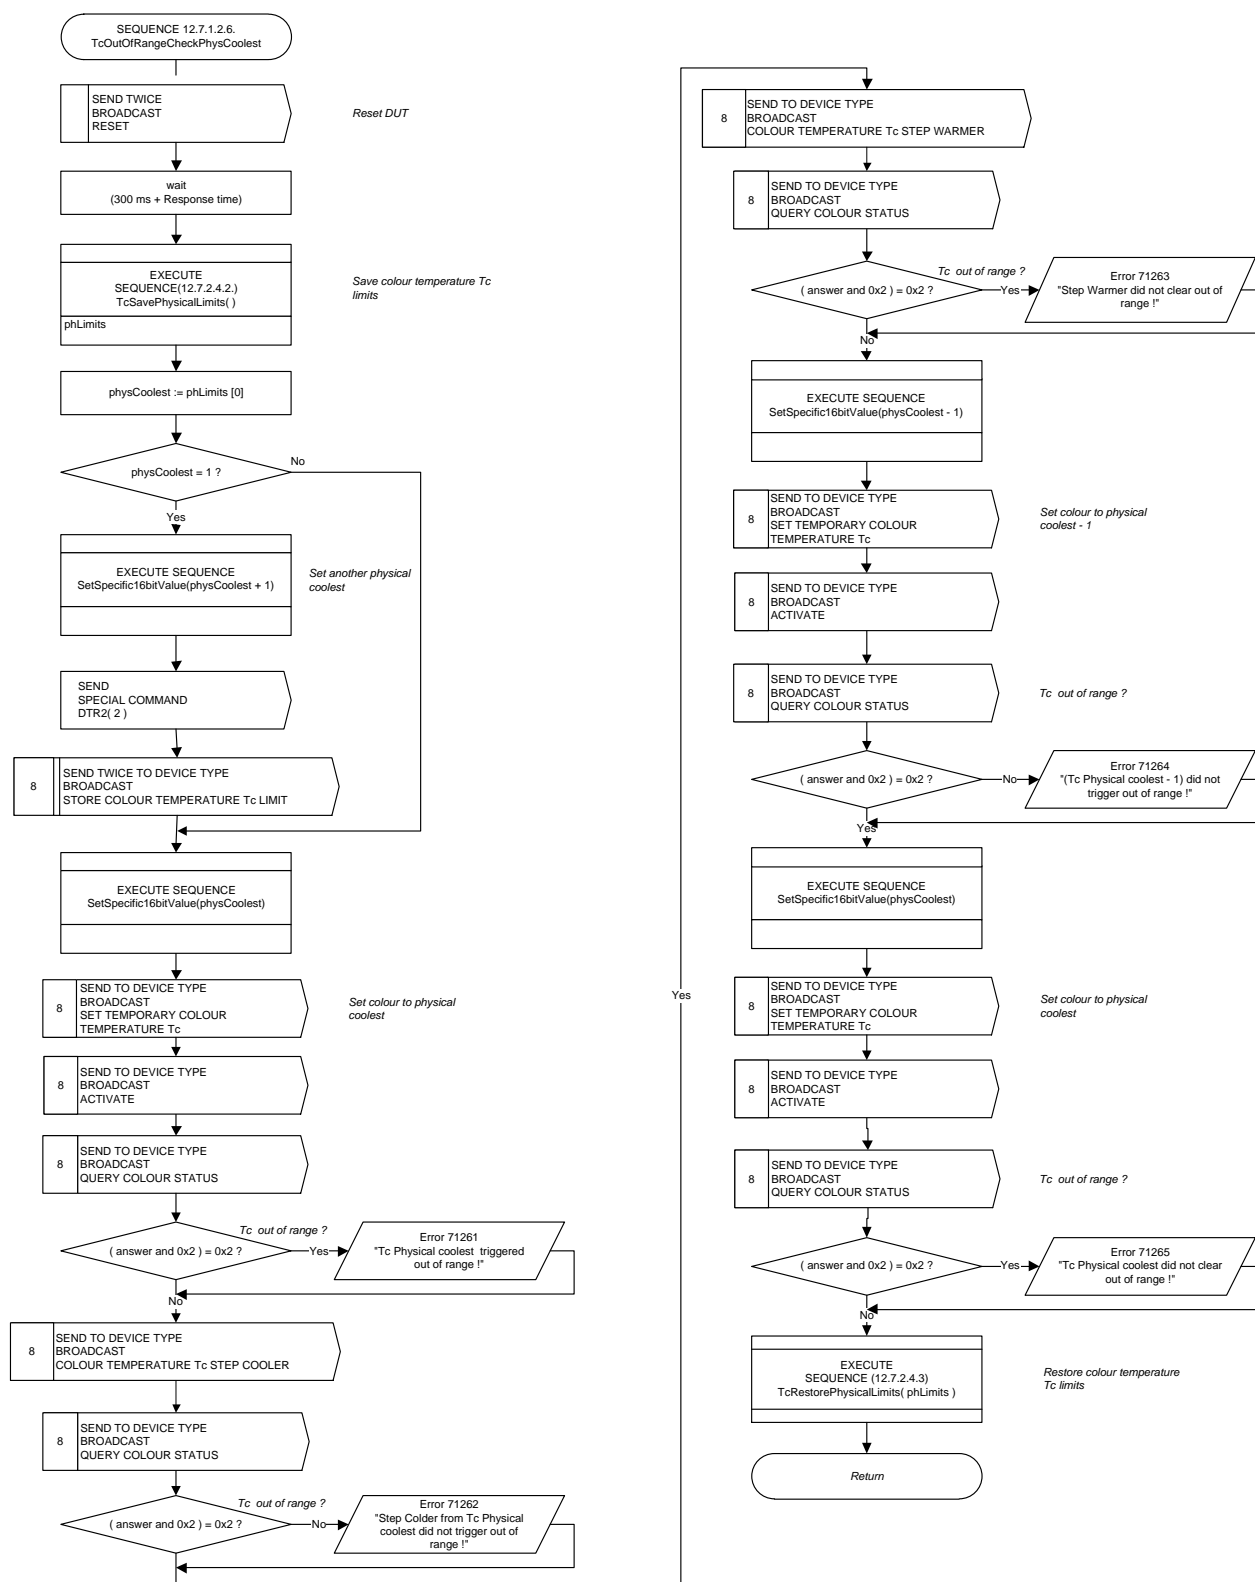 SEQUENCE 12.7.1.2.6.
TcOutOfRangeCheckPhysCoolest
SEND TWICE
BROADCAST
RESET
Reset DUT
wait
(300 ms + Response time)
EXECUTE
SEQUENCE(12.7.2.4.2.)
TcSavePhysicalLimits( )
phLimits
Save colour temperature Tc
limits
physCoolest := phLimits [0]
physCoolest = 1 ?
No
Yes
EXECUTE SEQUENCE
SetSpecific16bitValue(physCoolest + 1)
Set another physical
coolest
SEND
SPECIAL COMMAND
DTR2( 2 )
8
SEND TWICE TO DEVICE TYPE
BROADCAST
STORE COLOUR TEMPERATURE Tc LIMIT
EXECUTE SEQUENCE
SetSpecific16bitValue(physCoolest)
8
SEND TO DEVICE TYPE
BROADCAST
SET TEMPORARY COLOUR
TEMPERATURE Tc
Set colour to physical
coolest
8
SEND TO DEVICE TYPE
BROADCAST
ACTIVATE
8
SEND TO DEVICE TYPE
BROADCAST
QUERY COLOUR STATUS
Tc out of range ?
( answer and 0x2 ) = 0x2 ?
Yes
Error 71261
"Tc Physical coolest triggered
out of range !"
No
8
SEND TO DEVICE TYPE
BROADCAST
COLOUR TEMPERATURE Tc STEP COOLER
8
SEND TO DEVICE TYPE
BROADCAST
QUERY COLOUR STATUS
Tc out of range ?
( answer and 0x2 ) = 0x2 ?
No
Error 71262
"Step Colder from Tc Physical
coolest did not trigger out of
range !"
Yes
8
SEND TO DEVICE TYPE
BROADCAST
COLOUR TEMPERATURE Tc STEP WARMER
8
SEND TO DEVICE TYPE
BROADCAST
QUERY COLOUR STATUS
Tc out of range ?
( answer and 0x2 ) = 0x2 ?
Yes
Error 71263
"Step Warmer did not clear out of
range !"
No
EXECUTE SEQUENCE
SetSpecific16bitValue(physCoolest - 1)
8
SEND TO DEVICE TYPE
BROADCAST
SET TEMPORARY COLOUR
TEMPERATURE Tc
Set colour to physical
coolest - 1
8
SEND TO DEVICE TYPE
BROADCAST
ACTIVATE
8
SEND TO DEVICE TYPE
BROADCAST
QUERY COLOUR STATUS
Tc out of range ?
( answer and 0x2 ) = 0x2 ?
No
Error 71264
"(Tc Physical coolest - 1) did not
trigger out of range !"
Yes
EXECUTE SEQUENCE
SetSpecific16bitValue(physCoolest)
8
SEND TO DEVICE TYPE
BROADCAST
SET TEMPORARY COLOUR
TEMPERATURE Tc
Set colour to physical
coolest
8
SEND TO DEVICE TYPE
BROADCAST
ACTIVATE
8
SEND TO DEVICE TYPE
BROADCAST
QUERY COLOUR STATUS
Tc out of range ?
( answer and 0x2 ) = 0x2 ?
Yes
Error 71265
"Tc Physical coolest did not clear
out of range !"
No
EXECUTE
SEQUENCE (12.7.2.4.3)
TcRestorePhysicalLimits( phLimits )
Restore colour temperature
Tc limits
Return